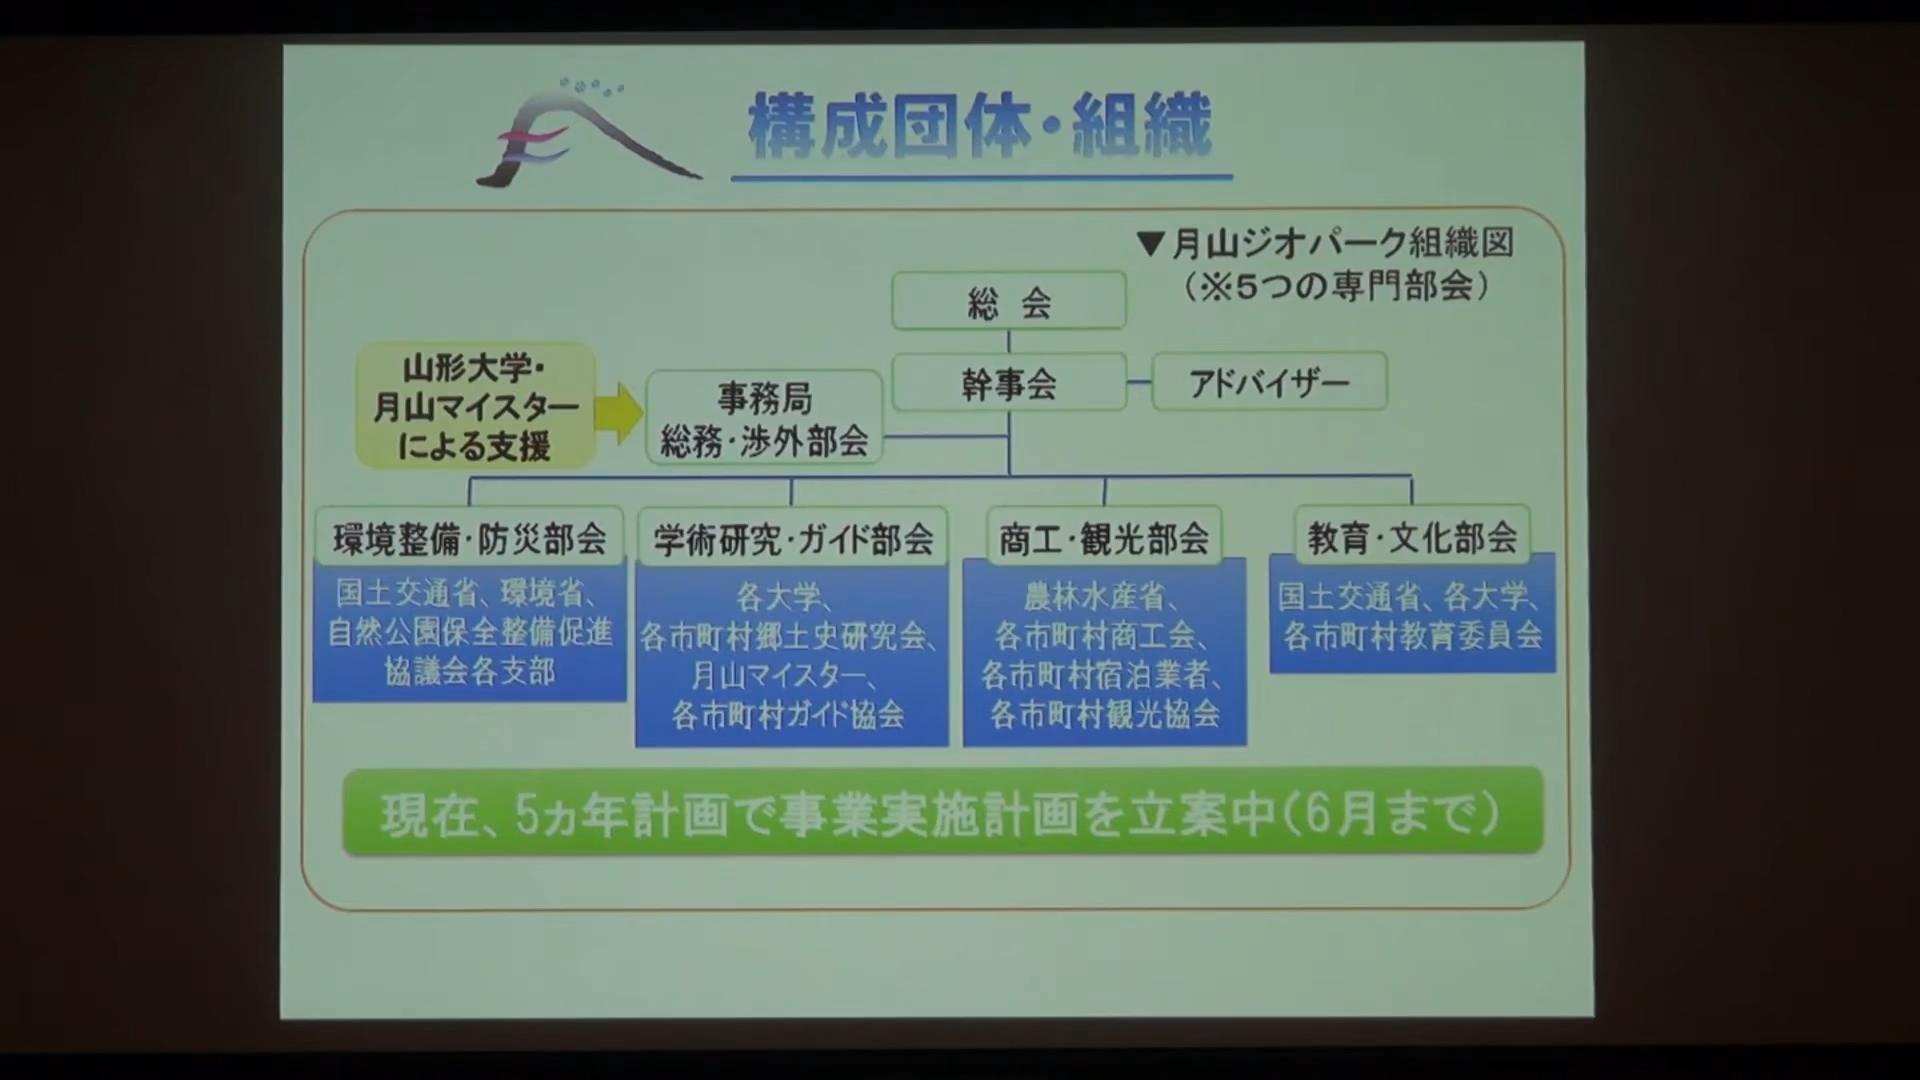 構成団体・組織
▼月山ジオパーク組織図
（※5つの専門部会）
総 会
幹事会
アドバイザー
山形大学・
月山マイスター
による支援
事務局
総務・渉外部会
環境整備・防災部会
国土交通省、環境省、
自然公園保全整備促進
協議会各支部
学術研究・ガイド部会
各大学、
各市町村郷土史研究会、
月山マイスター、
各市町村ガイド協会
商工・観光部会
農林水産省、
各市町村商工会、
各市町村宿泊業者、
各市町村観光協会
教育・文化部会
国土交通省、各大学、
各市町村教育委員会
現在、5ヵ年計画で事業実施計画を立案中（6月まで）